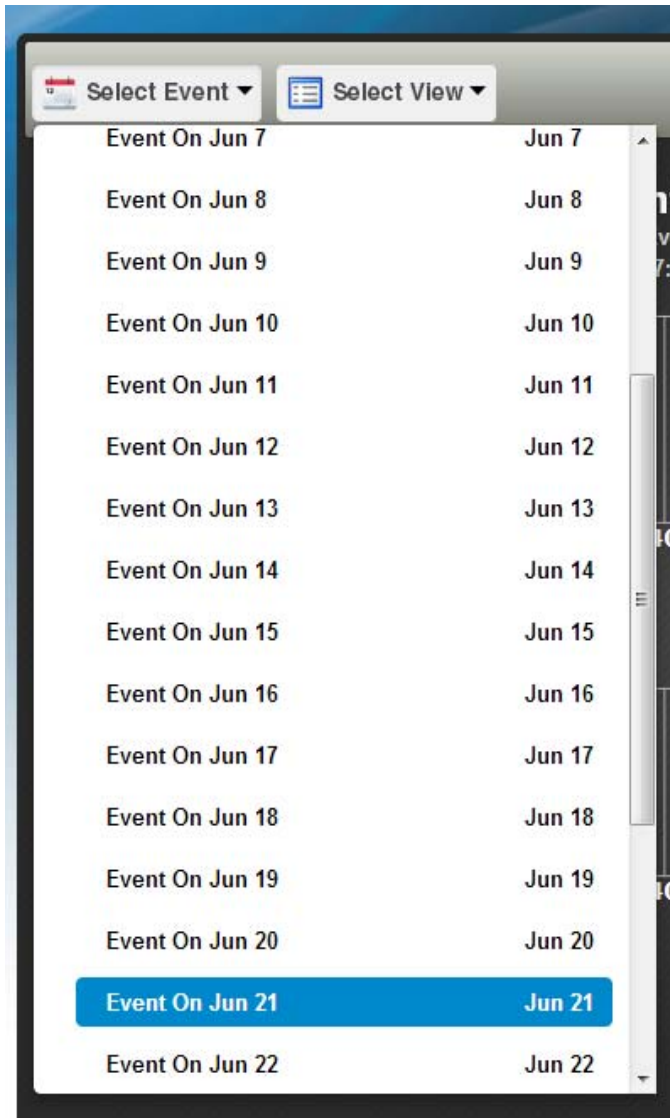 Select Event Select View
Event On Jun 7 Jun 7
Event On Jun 8 Jun 8
Event On Jun 9 Jun 9
Event On Jun 10 Jun 10
Event On Jun 11 Jun 11
Event On Jun 12 Jun 12
Event On Jun 13 Jun 13
Event On Jun 14 Jun 14
Event On Jun 15 Jun 15
Event On Jun 16 Jun 16
Event On Jun 17 Jun 17
Event On Jun 18 Jun 18
Event On Jun 19 Jun 19
Event On Jun 20 Jun 20
Event On Jun 21 Jun 21
Event On Jun 22 Jun 22